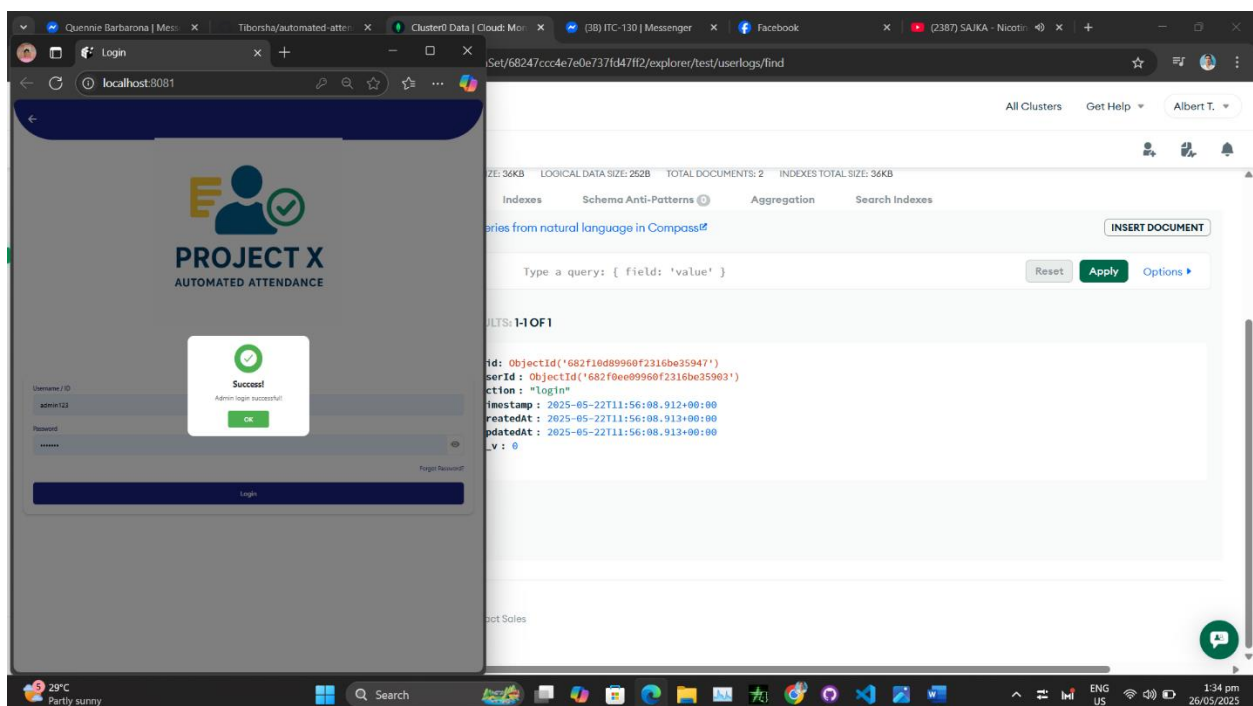 Quennie Barbarona | Mess
Tiborsha/automated-atten
Cluster0 Data | Cloud: Mon
(38) ITC-130 | Messenger
Facebook
(2387) SAJKA - Nicotin
Login
Set/68247ccc4e7e0e737fd47ff2/explorer/test/userlogs/find
localhost:8081
All Clusters
Get Help
Albert T.
ZE: 36KB LOGICAL DATA SIZE: 252B TOTAL DOCUMENTS: 2 INDEXES TOTAL SIZE: 36KB
Indexes
Schema Anti-Patterns 0
Aggregation
Search Indexes
eries from natural language in Compass
INSERT DOCUMENT
Type a query: { field: 'value' }
Reset
Apply
Options
PROJECT X
AUTOMATED ATTENDANCE
ULTS: 1-1 OF 1
id: ObjectId('682f10d89960f2316be35947')
serId : ObjectId('682f0ee09960f2316be35903')
ction : "login"
imestamp : 2025-05-22T11:56:08.912+00:00
reatedAt : 2025-05-22T11:56:08.913+00:00
pdatedAt : 2025-05-22T11:56:08.913+00:00
_v : 0
Success!
Admin login successful!
OK
Username / ID
admin123
Password
Forgot Password?
Login
act Sales
5
29°C
Partly sunny
Search
ENG
US
1:34 pm
26/05/2025